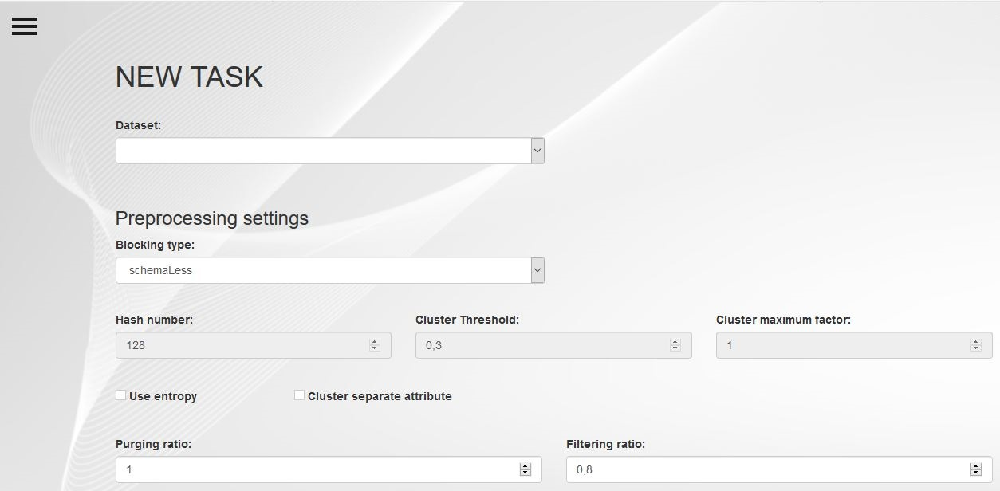 NEW TASK
Dataset:
Preprocessing settings
Blocking type:
schemaLess
Hash number: Cluster Threshold: Cluster maximum factor:
128 0,3 1
Use entropy Cluster separate attribute
Purging ratio: Filtering ratio:
1 0,8